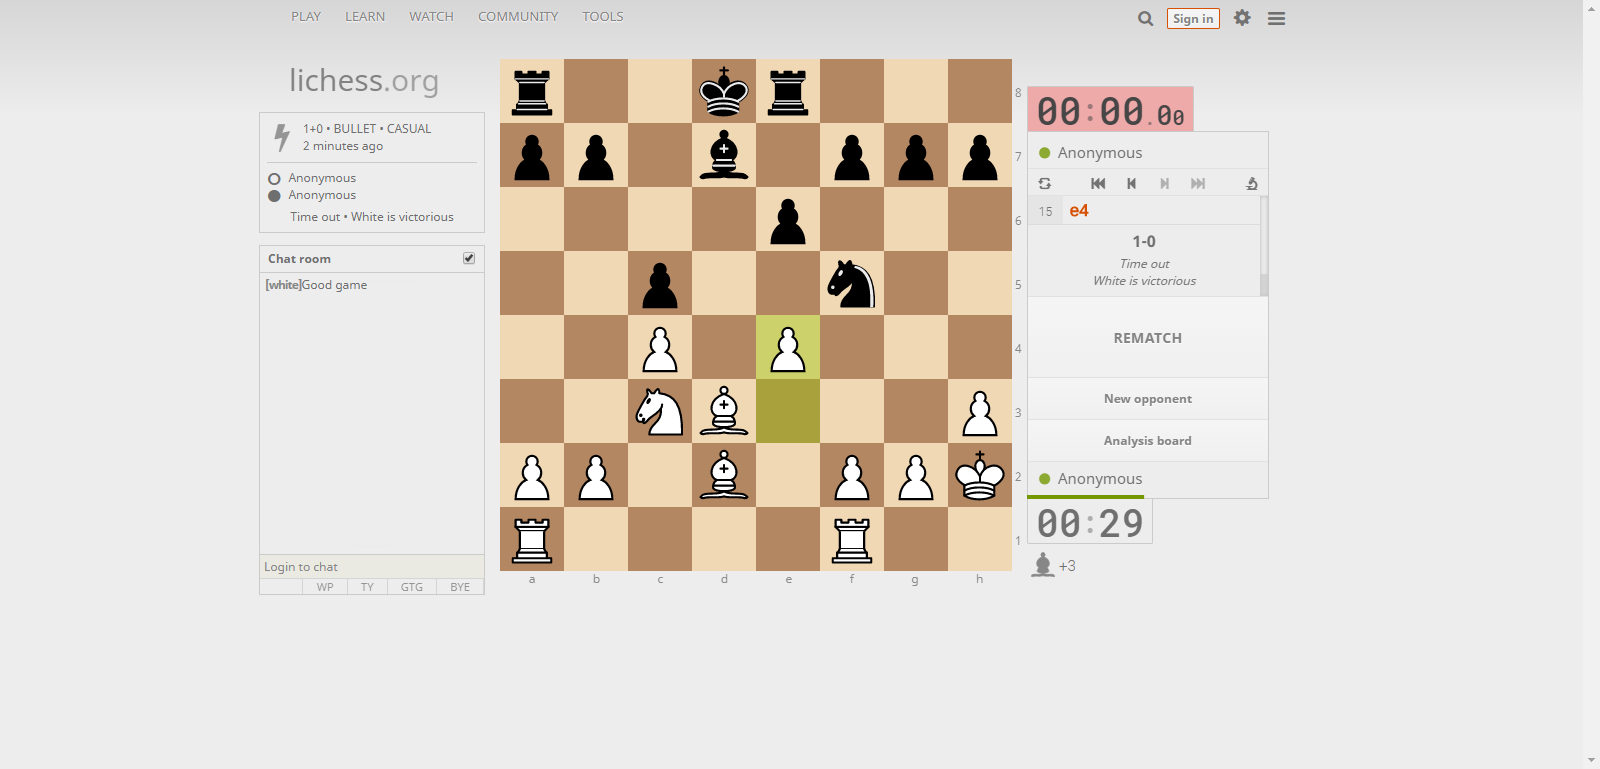 PLAY LEARN WATCH COMMUNITY TOOLS
Sign in
lichess.org
1+0 • BULLET • CASUAL
2 minutes ago
Anonymous
Anonymous
Time out • White is victorious
Chat room
[white]Good game
Login to chat
WP TY GTG BYE
8
7
6
5
4
3
2
1
a b c d e f g h
00:00.00
Anonymous
15 e4
1-0
Time out
White is victorious
REMATCH
New opponent
Analysis board
Anonymous
00:29
+3